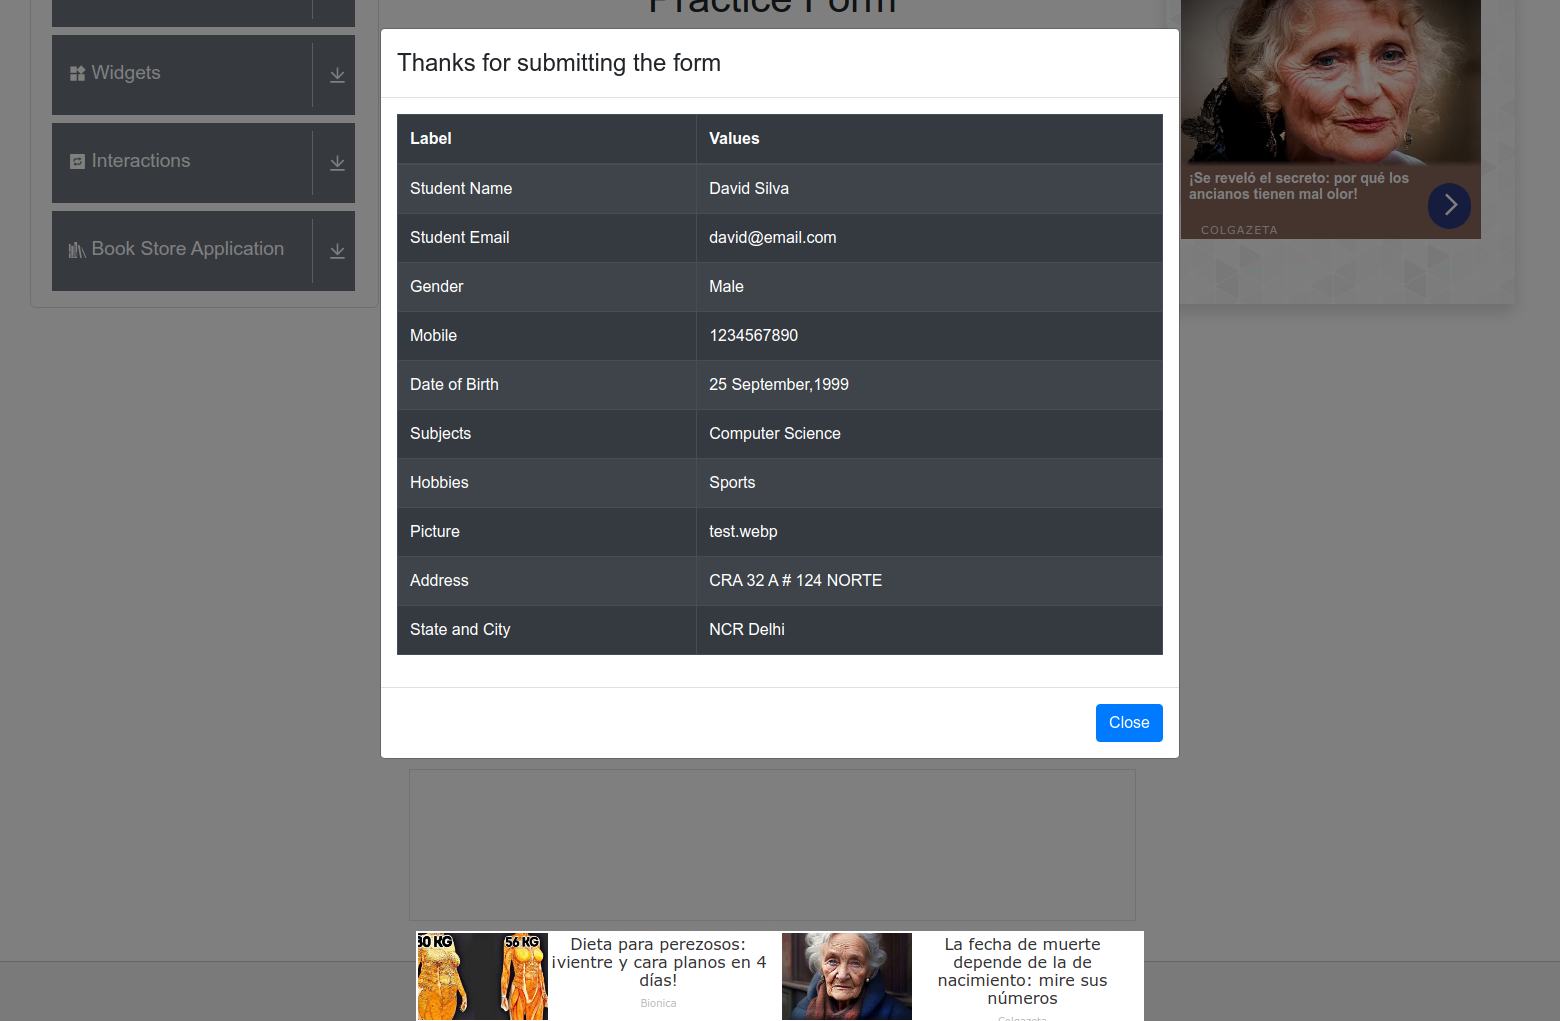 Practice Form
Widgets
Interactions
Book Store Application
Thanks for submitting the form
Label Values
Student Name David Silva
Student Email david@email.com
Gender Male
Mobile 1234567890
Date of Birth 25 September,1999
Subjects Computer Science
Hobbies Sports
Picture test.webp
Address CRA 32 A # 124 NORTE
State and City NCR Delhi
Close
¡Se reveló el secreto: por qué los
ancianos tienen mal olor!
COLGAZETA
80 KG 56 KG
Dieta para perezosos:
¡vientre y cara planos en 4
días!
Bionica
La fecha de muerte
depende de la de
nacimiento: mire sus
números
Colgazeta